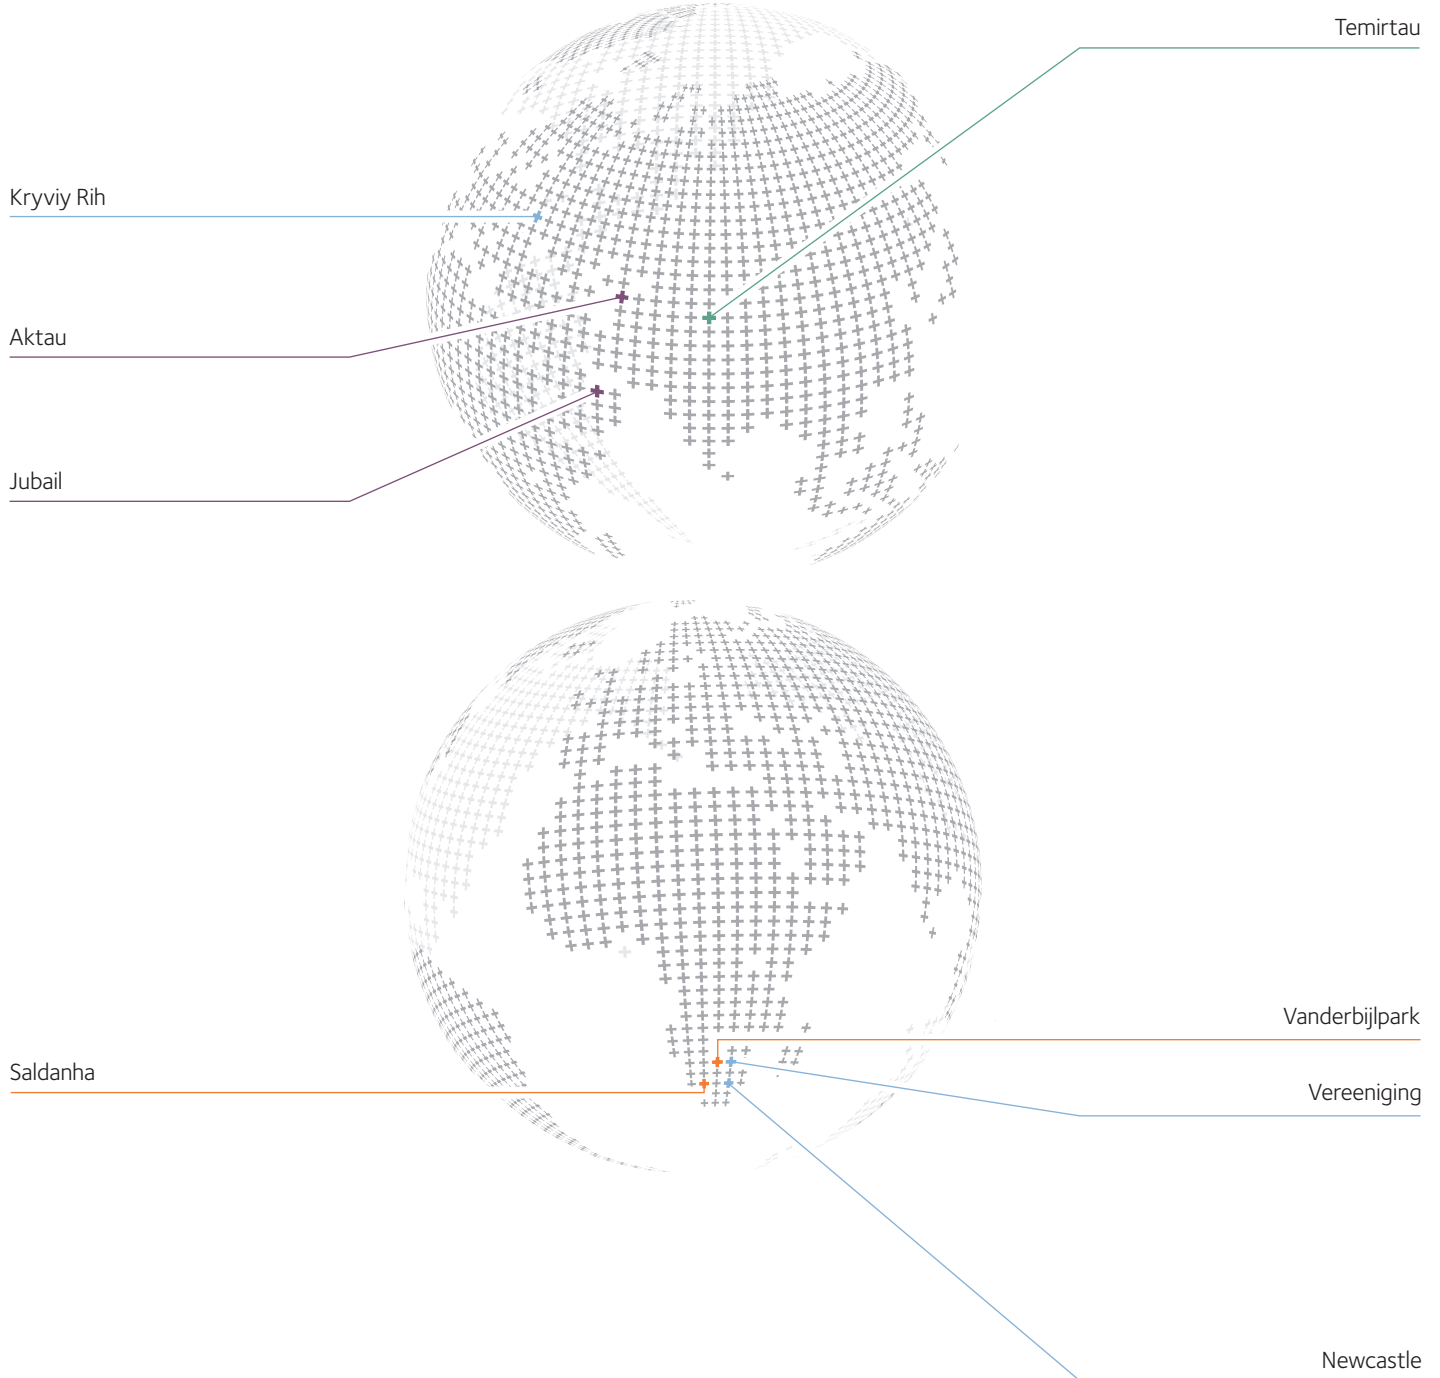 Temirtau
Kryviy Rih
Aktau
Jubail
Vanderbijlpark
Saldanha
Vereeniging
Newcastle